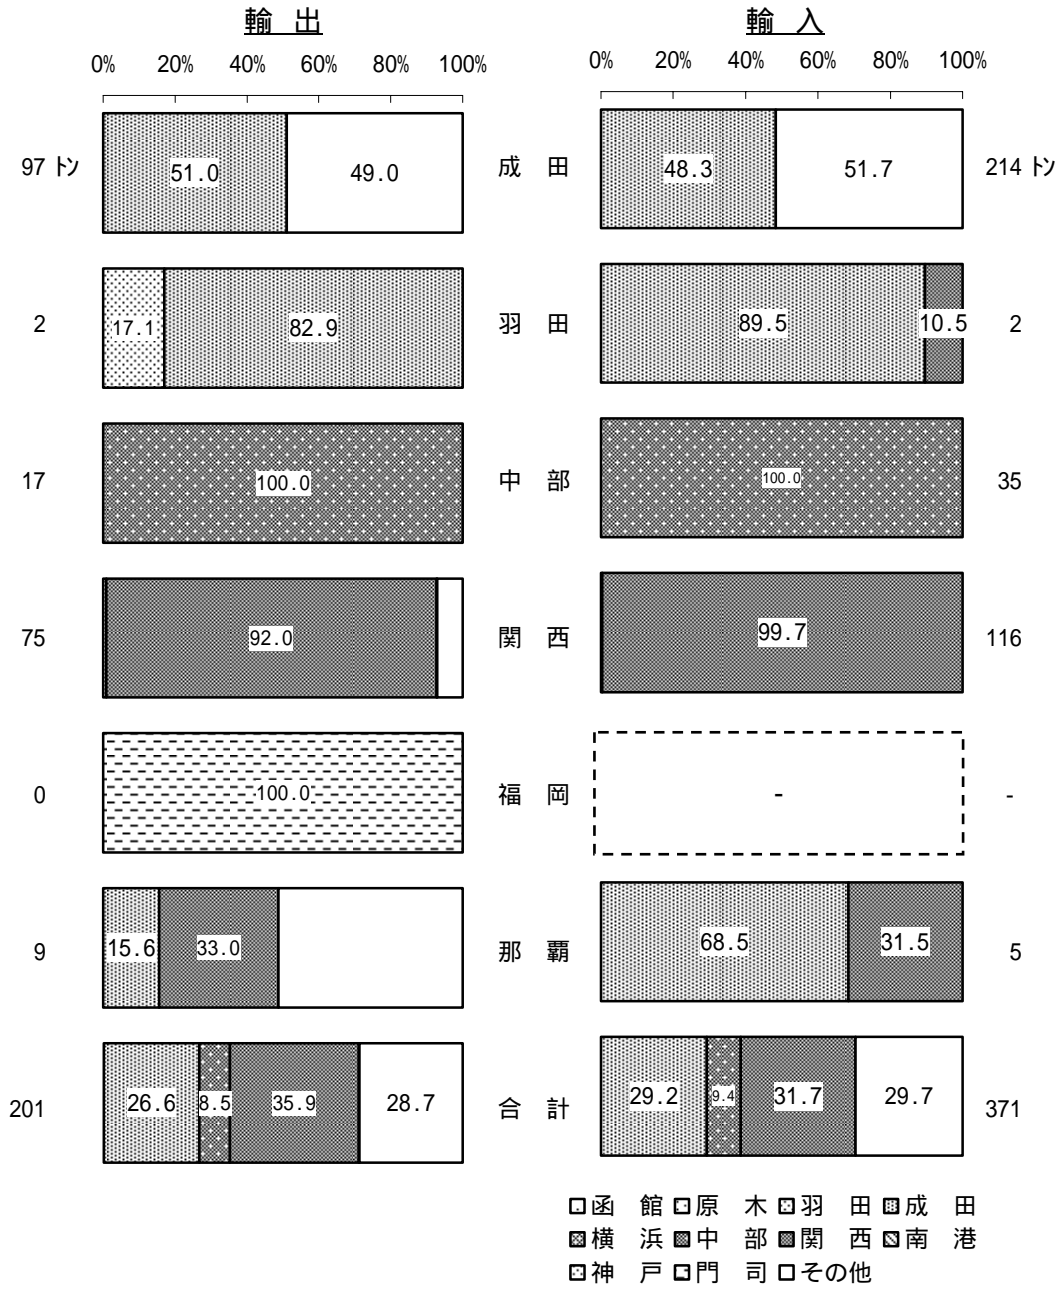 輸 出 輸 入
0% 20% 40% 60% 80% 100% 0% 20% 40% 60% 80% 100%
97 トン 51.0 49.0 成 田 48.3 51.7 214 トン
2 17.1 82.9 羽 田 89.5 10.5 2
17 100.0 中 部 100.0 35
75 92.0 関 西 99.7 116
0 100.0 福 岡 - -
9 15.6 33.0 那 覇 68.5 31.5 5
201 26.6 8.5 35.9 28.7 合 計 29.2 9.4 31.7 29.7 371
函 館 原 木 羽 田 成 田
横 浜 中 部 関 西 南 港
神 戸 門 司 その他